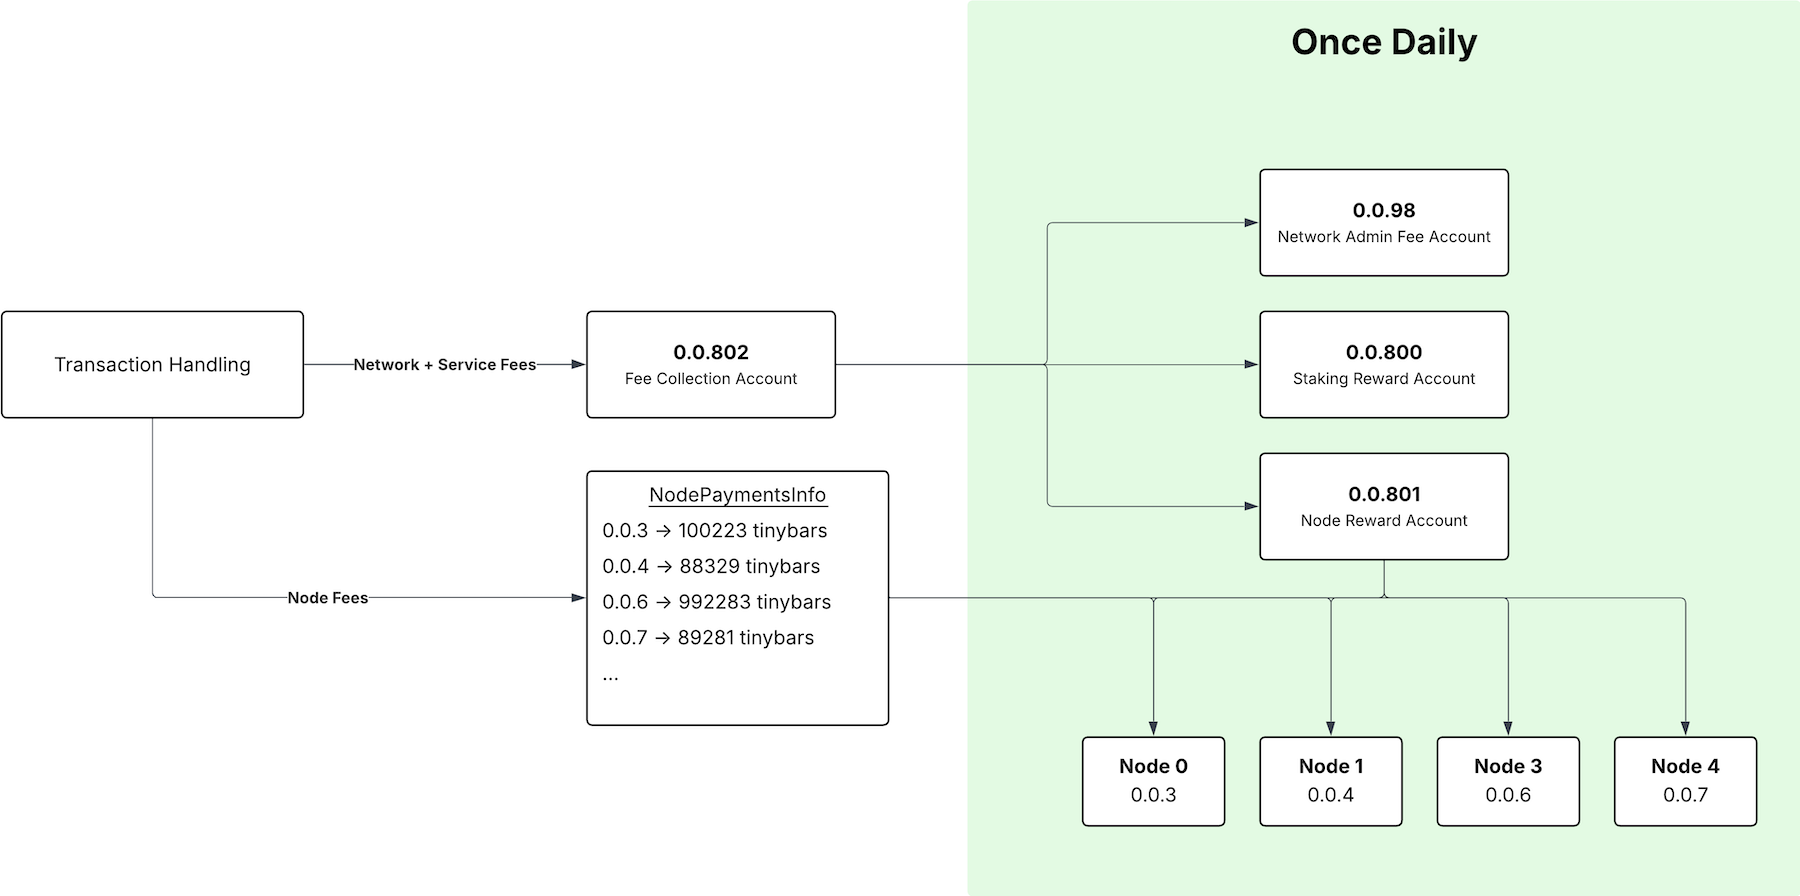 Once Daily
0.0.98
Network Admin Fee Account
Transaction Handling
Network + Service Fees
0.0.802
Fee Collection Account
0.0.800
Staking Reward Account
0.0.801
Node Reward Account
NodePaymentsInfo
0.0.3 → 100223 tinybars
0.0.4 → 88329 tinybars
0.0.6 → 992283 tinybars
0.0.7 → 89281 tinybars
...
Node Fees
Node 0
0.0.3
Node 1
0.0.4
Node 3
0.0.6
Node 4
0.0.7